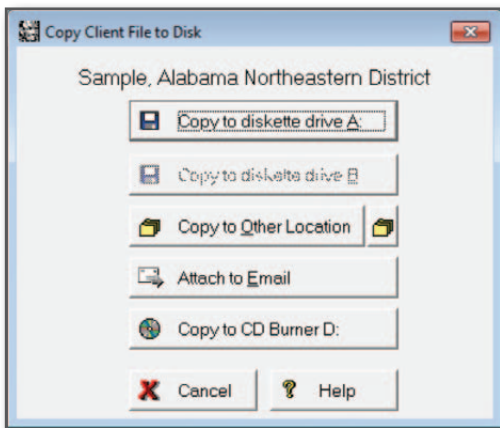 Copy Client File to Disk
Sample, Alabama Northeastern District
Copy to diskette drive A:
Copy to diskette drive B
Copy to Other Location
Attach to Email
Copy to CD Burner D:
Cancel
Help